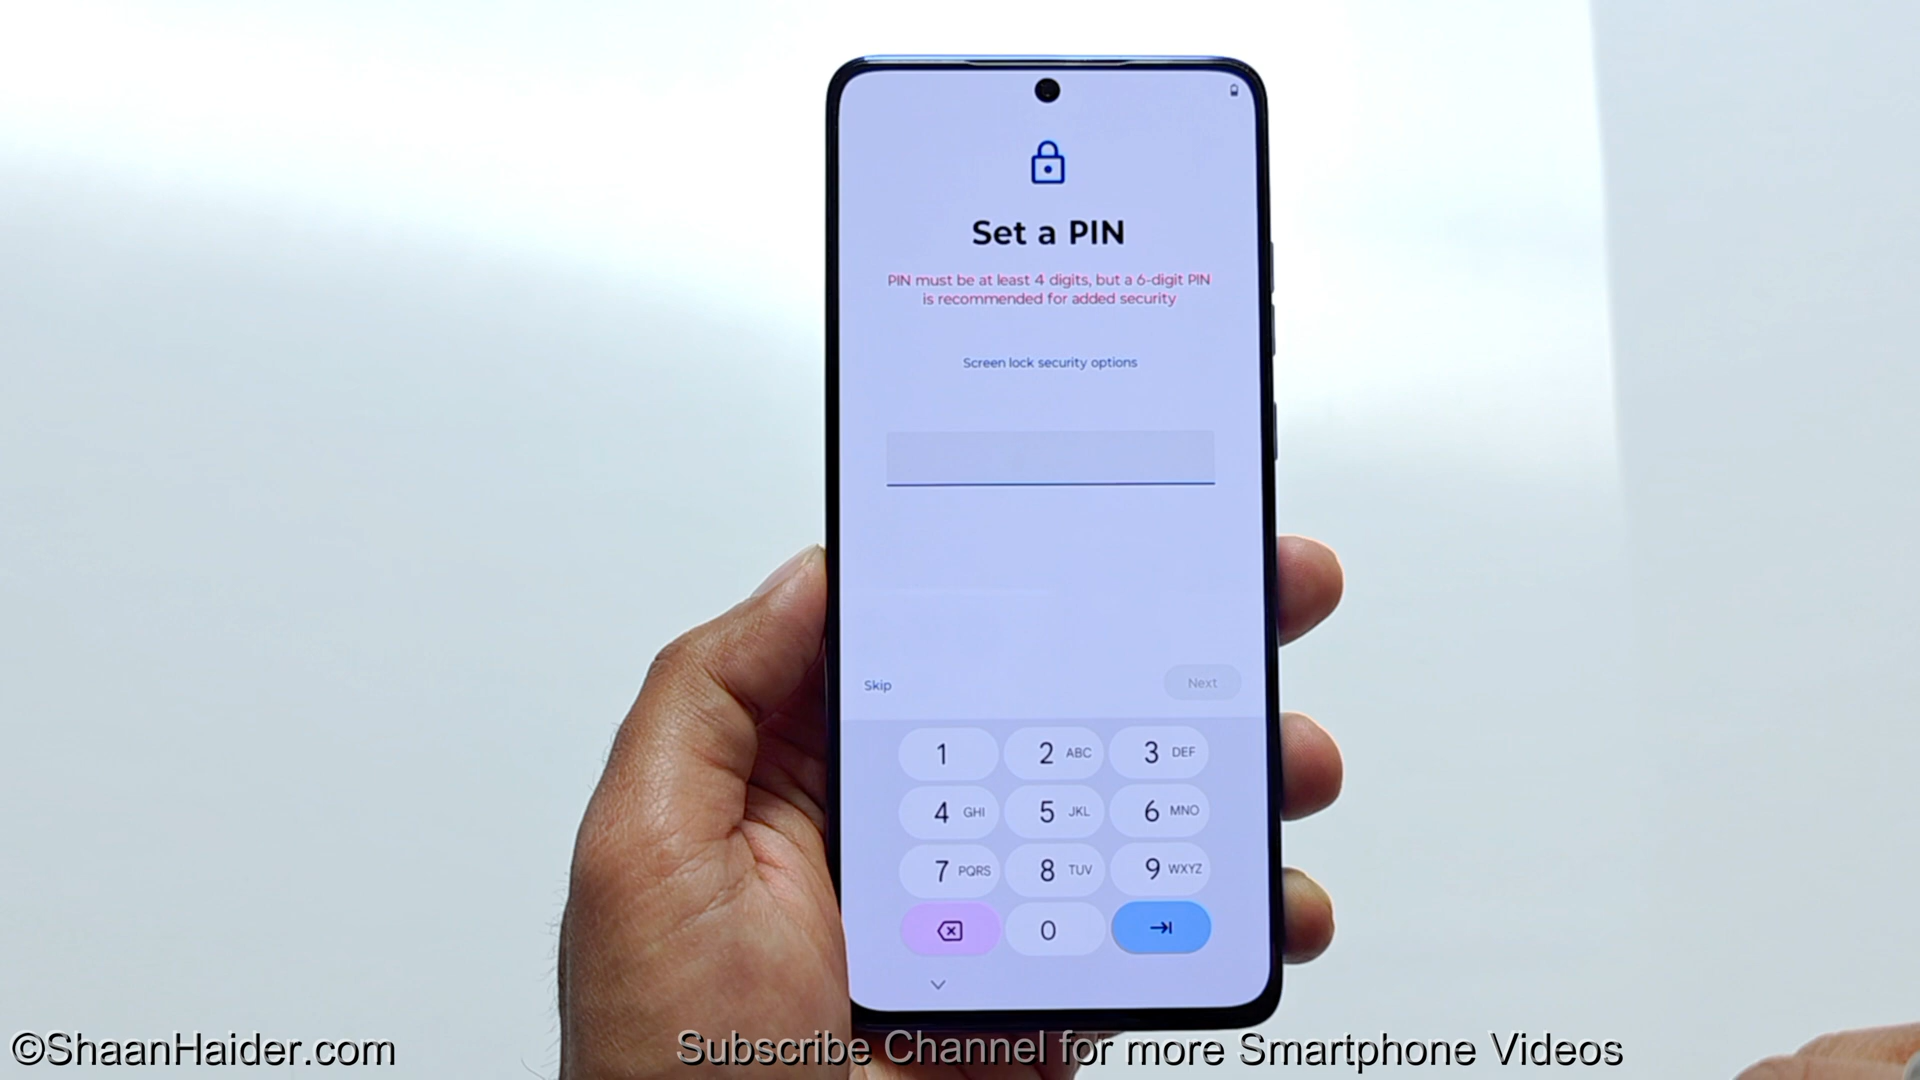 Set a PIN
PIN must be at least 4 digits, but a 6-digit PIN
is recommended for added security
Screen lock security options
Skip
Next
1
2 ABC
3 DEF
4 GHI
5 JKL
6 MNO
7 PQRS
8 TUV
9 WXYZ
0
©ShaanHaider.com
Subscribe Channel for more Smartphone Videos